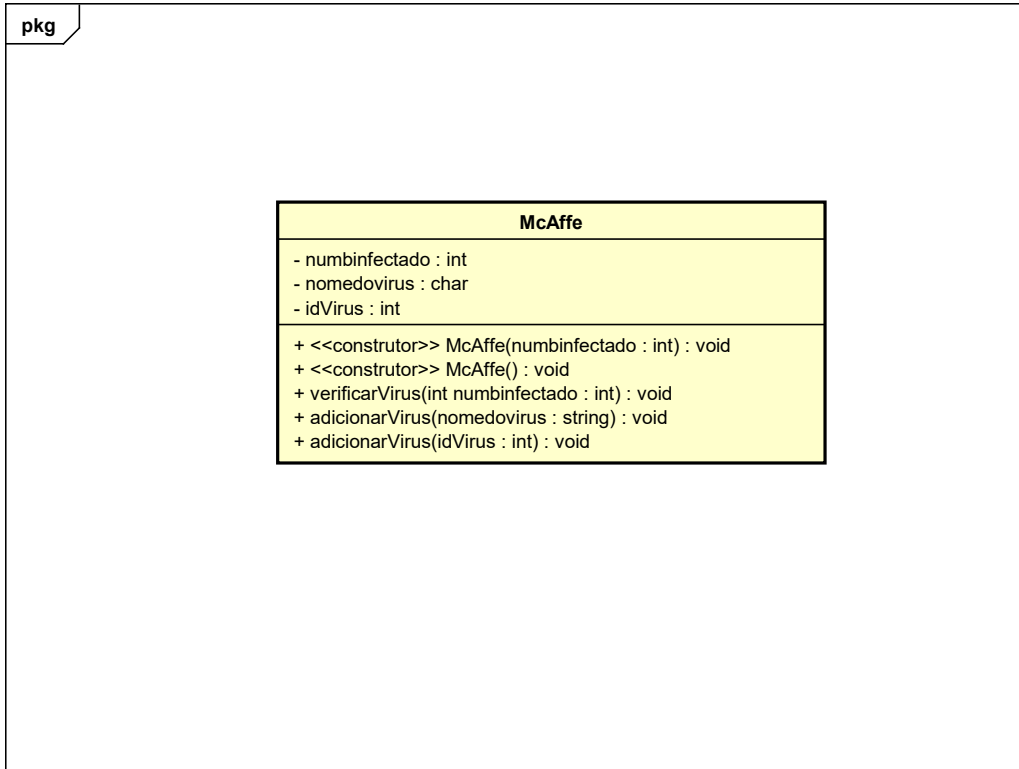 pkg
McAffe
- numbinfectado : int
- nomedovirus : char
- idVirus : int
+ <<construtor>> McAffe(numbinfectado : int) : void
+ <<construtor>> McAffe() : void
+ verificarVirus(int numbinfectado : int) : void
+ adicionarVirus(nomedovirus : string) : void
+ adicionarVirus(idVirus : int) : void